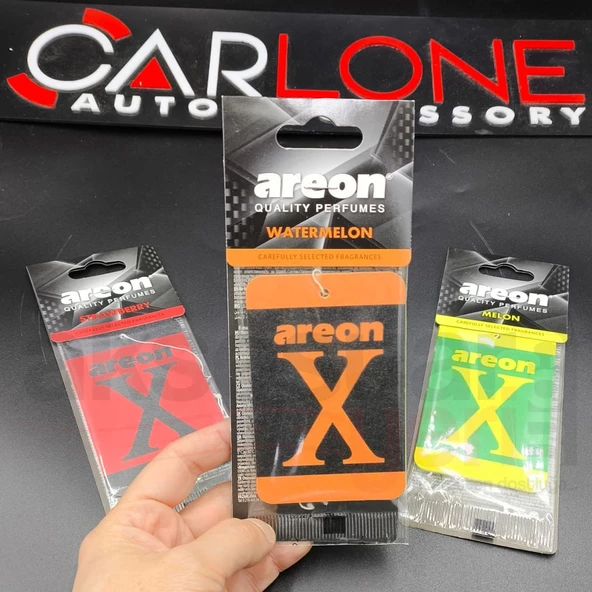 CARLONE
AUTO
SSORY
areon
QUALITY PERFUMES
WATERMELON
CAREFULLY SELECTED FRAGRANCES
areon
X
areon
QUALITY PERFUMES
STRAWBERRY
areon
X
areon
QUALITY PERFUMES
MELON
CAREFULLY SELECTED FRAGRANCES
areon
X